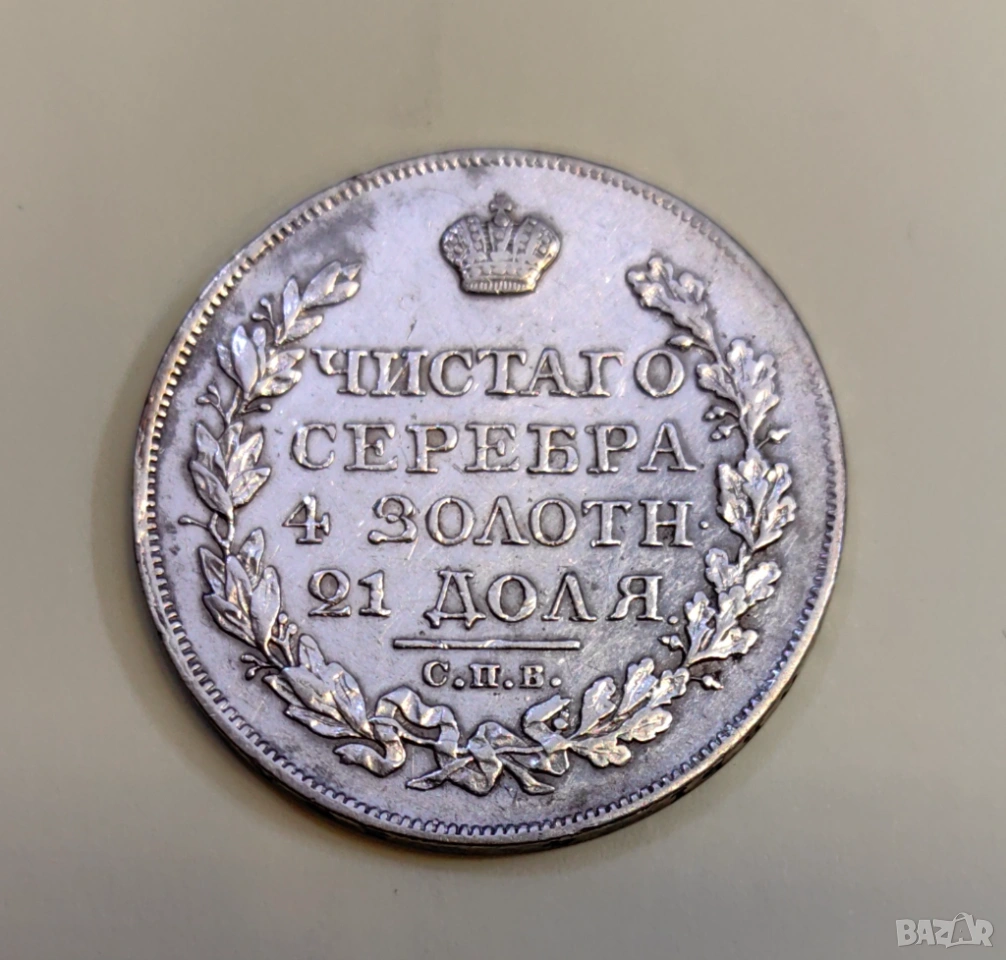 ЧИСТАГО
СЕРЕБРА
4 ЗОЛОТН.
21 ДОЛЯ.
С.П.Б.
BAZAR